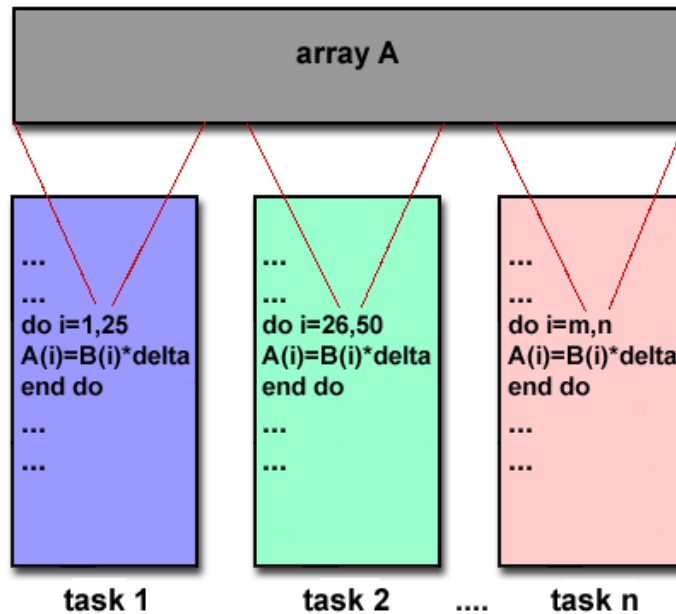 array A
...
...
do i=1,25
A(i)=B(i)*delta
end do
...
...
...
...
do i=26,50
A(i)=B(i)*delta
end do
...
...
...
...
do i=m,n
A(i)=B(i)*delta
end do
...
...
task 1
task 2
....
task n